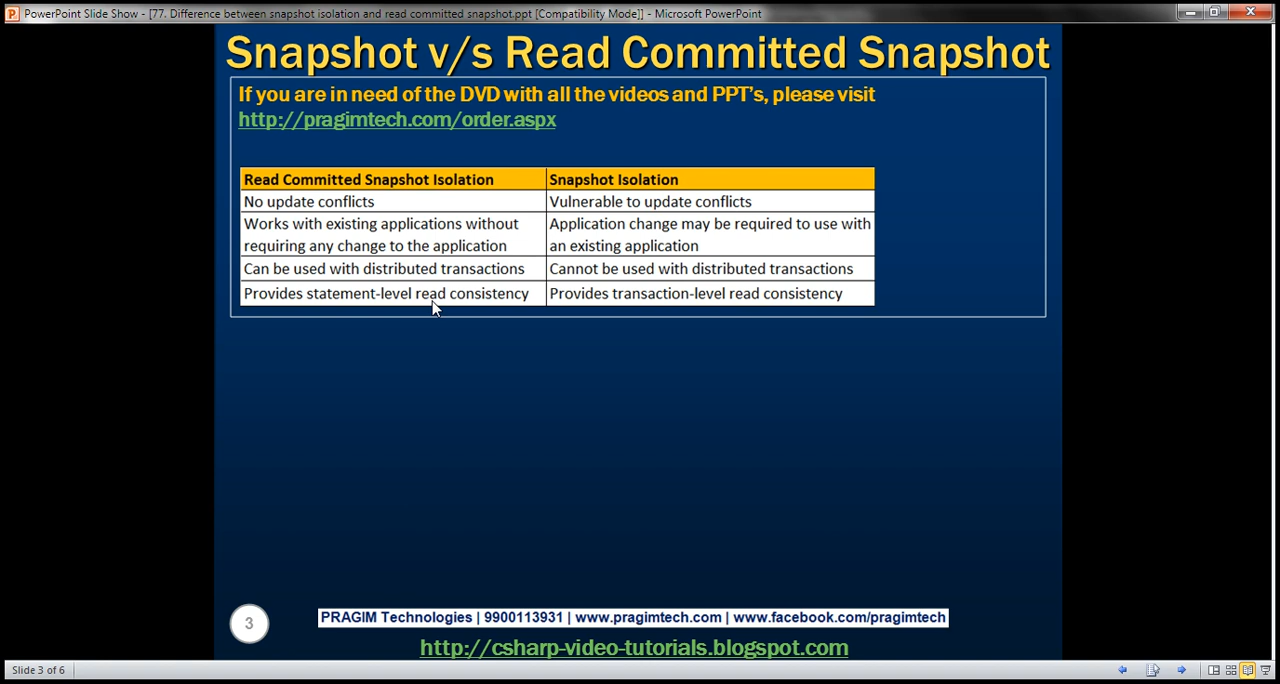 PowerPoint Slide Show - [77. Difference between snapshot isolation and read committed snapshot.ppt [Compatibility Mode]] - Microsoft PowerPoint
Snapshot v/s Read Committed Snapshot
If you are in need of the DVD with all the videos and PPT's, please visit
http://pragimtech.com/order.aspx
Read Committed Snapshot Isolation
Snapshot Isolation
No update conflicts
Vulnerable to update conflicts
Works with existing applications without
requiring any change to the application
Application change may be required to use with
an existing application
Can be used with distributed transactions
Cannot be used with distributed transactions
Provides statement-level read consistency
Provides transaction-level read consistency
3
PRAGIM Technologies | 9900113931 | www.pragimtech.com | www.facebook.com/pragimtech
http://csharp-video-tutorials.blogspot.com
Slide 3 of 6